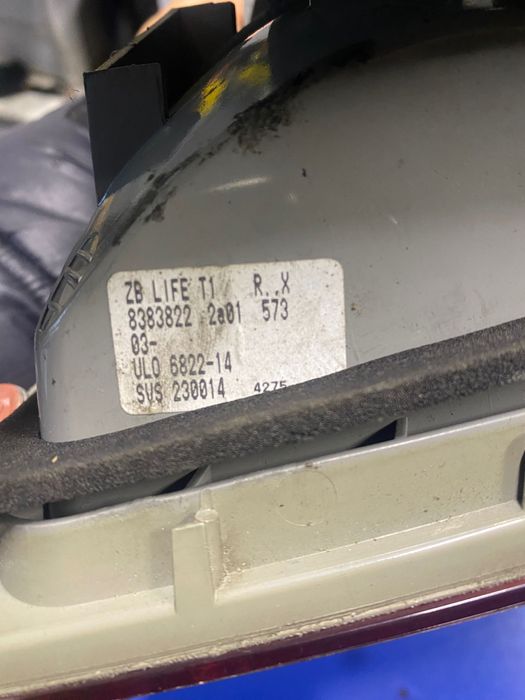 ZB LIFE T1 R..X
8383822 2a01 573
03-
ULO 6822-14
SVS 230014 4275